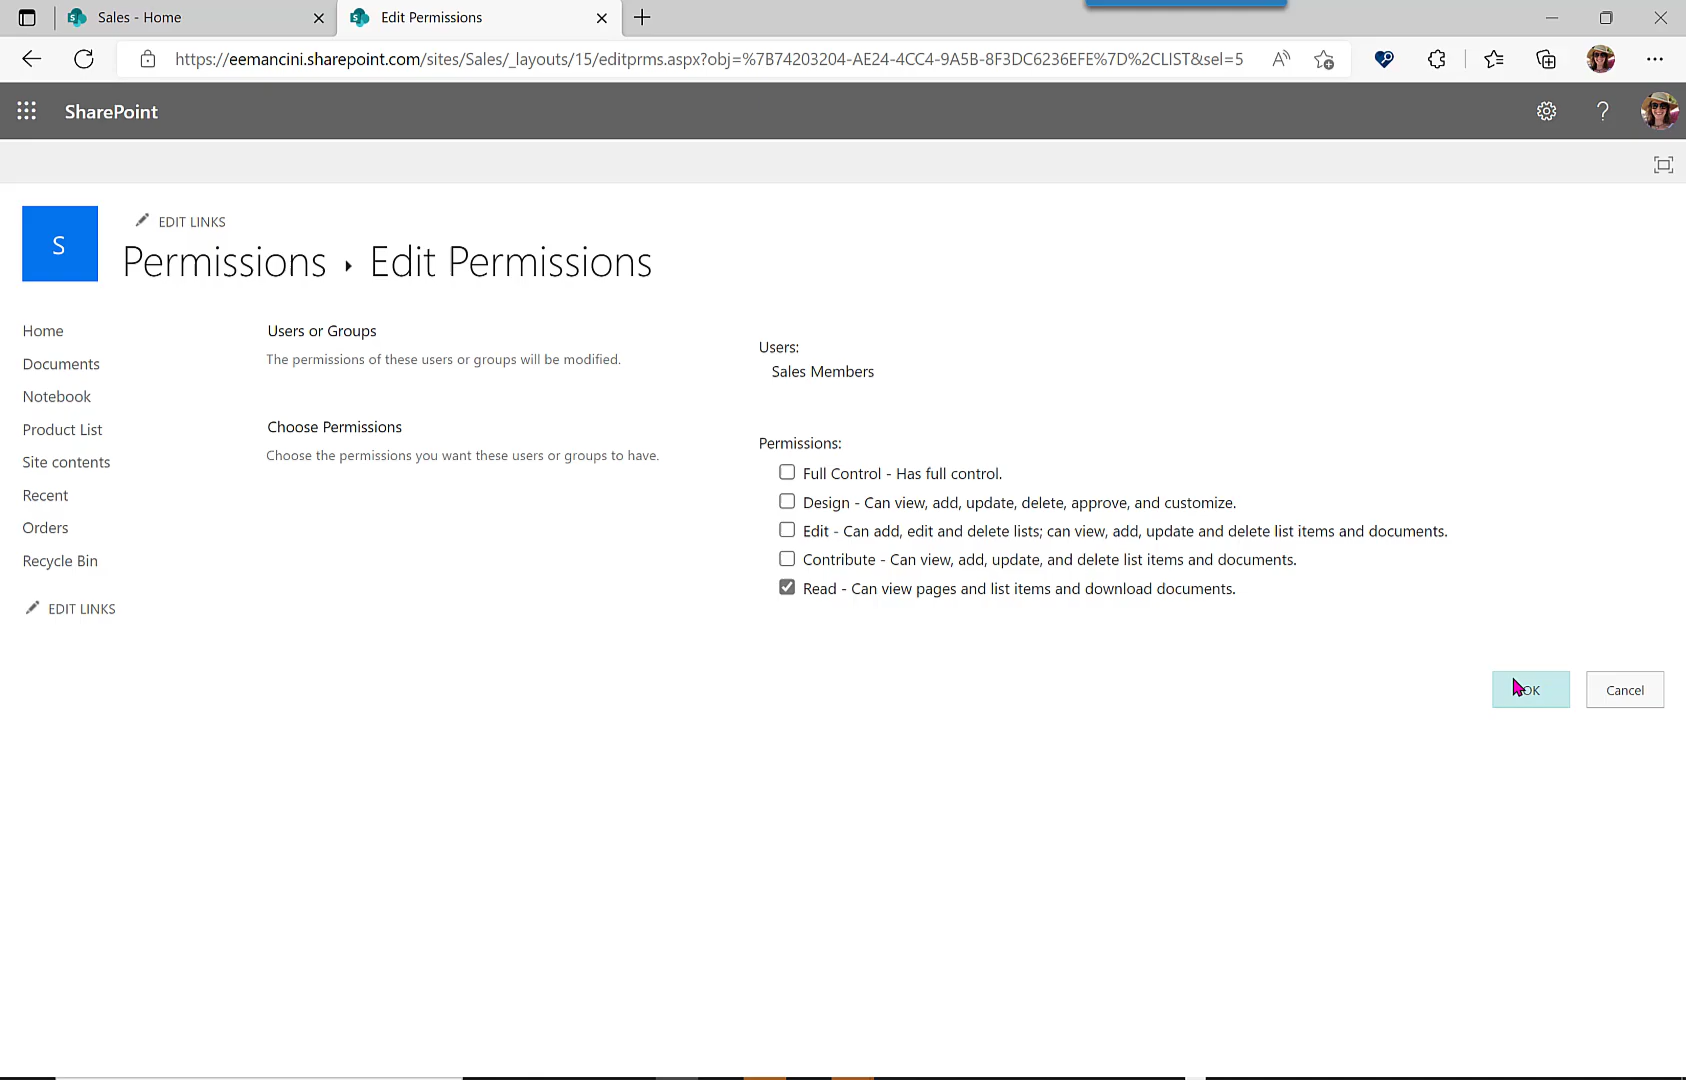 Sales - Home
Edit Permissions
https://eemancini.sharepoint.com/sites/Sales/_layouts/15/editprms.aspx?obj=%7B74203204-AE24-4CC4-9A5B-8F3DC6236EFE%7D%2CLIST&sel=5
SharePoint
S
EDIT LINKS
Permissions ▸ Edit Permissions
Home
Documents
Notebook
Product List
Site contents
Recent
Orders
Recycle Bin
EDIT LINKS
Users or Groups
The permissions of these users or groups will be modified.
Users:
Sales Members
Choose Permissions
Choose the permissions you want these users or groups to have.
Permissions:
Full Control - Has full control.
Design - Can view, add, update, delete, approve, and customize.
Edit - Can add, edit and delete lists; can view, add, update and delete list items and documents.
Contribute - Can view, add, update, and delete list items and documents.
Read - Can view pages and list items and download documents.
OK
Cancel